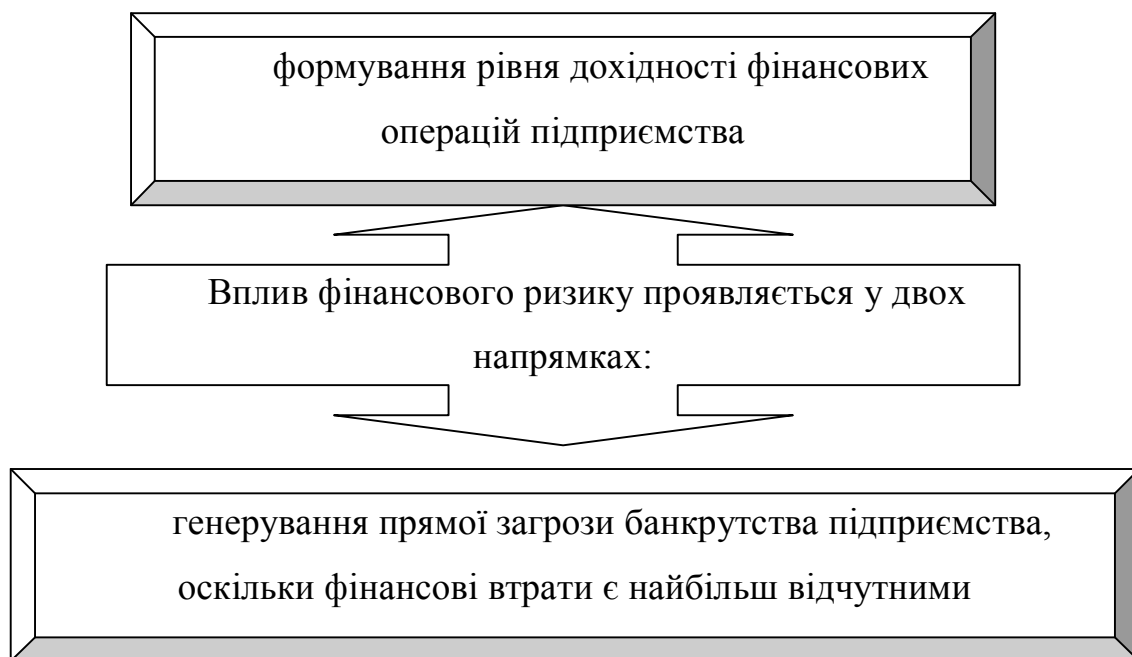 формування рівня дохідності фінансових
операцій підприємства
Вплив фінансового ризику проявляється у двох
напрямках:
генерування прямої загрози банкрутства підприємства,
оскільки фінансові втрати є найбільш відчутними